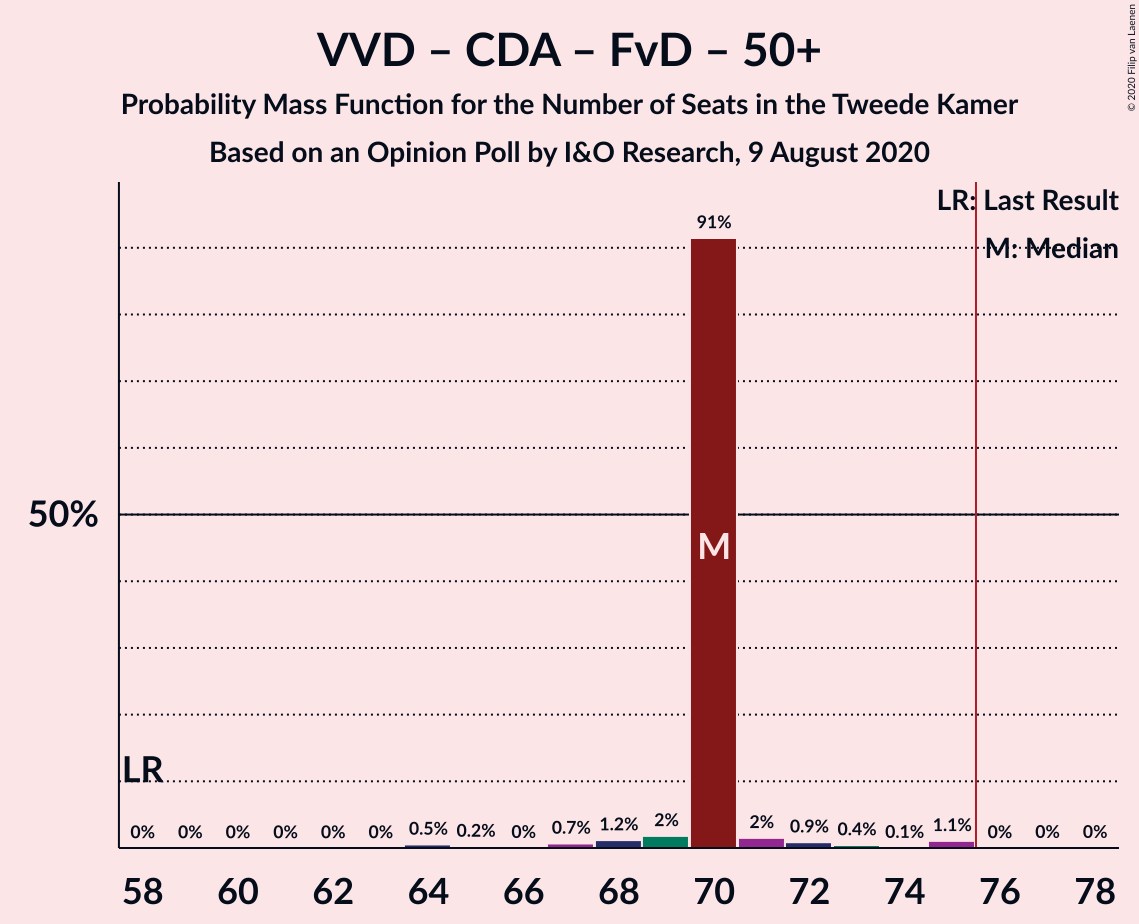 VVD – CDA – FvD – 50+
Probability Mass Function for the Number of Seats in the Tweede Kamer
Based on an Opinion Poll by I&O Research, 9 August 2020
© 2020 Filip van Laenen
LR: Last Result
M: Median
91%
50%
M
LR
0% 0% 0% 0% 0% 0% 0.5% 0.2% 0% 0.7% 1.2% 2% 2% 0.9% 0.4% 0.1% 1.1% 0% 0% 0%
58 60 62 64 66 68 70 72 74 76 78